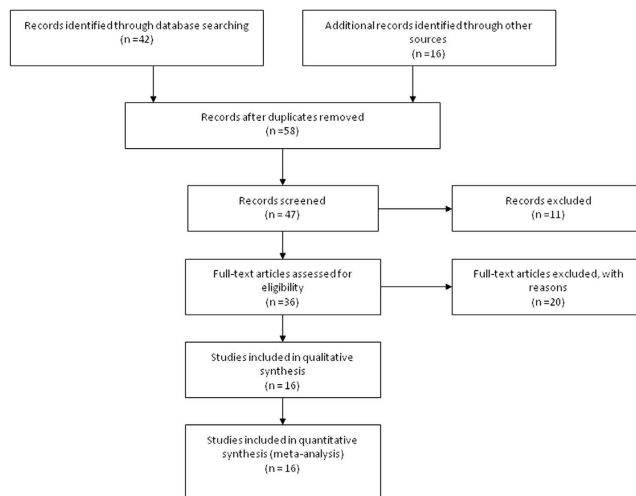 Records identified through database searching
(n =42)
Additional records identified through other
sources
(n =16)
Records after duplicates removed
(n =58)
Records screened
(n = 47)
Records excluded
(n =11)
Full-text articles assessed for
eligibility
(n =36)
Full-text articles excluded, with
reasons
(n =20)
Studies included in qualitative
synthesis
(n = 16)
Studies included in quantitative
synthesis (meta-analysis)
(n = 16)